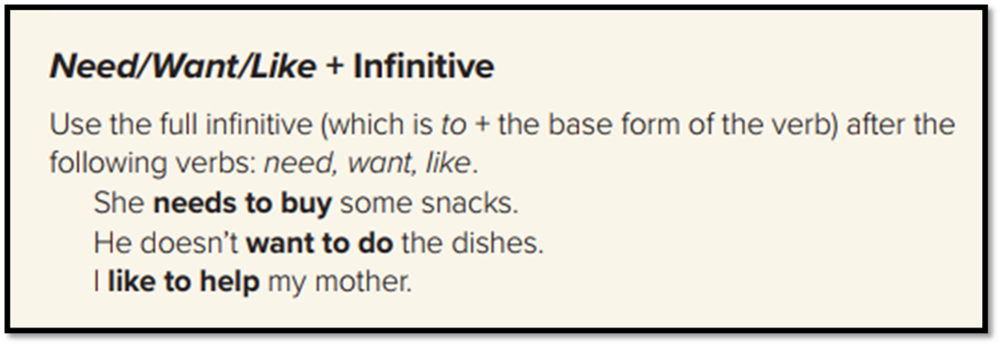 Need/Want/Like + Infinitive
Use the full infinitive (which is to + the base form of the verb) after the
following verbs: need, want, like.
She needs to buy some snacks.
He doesn’t want to do the dishes.
I like to help my mother.